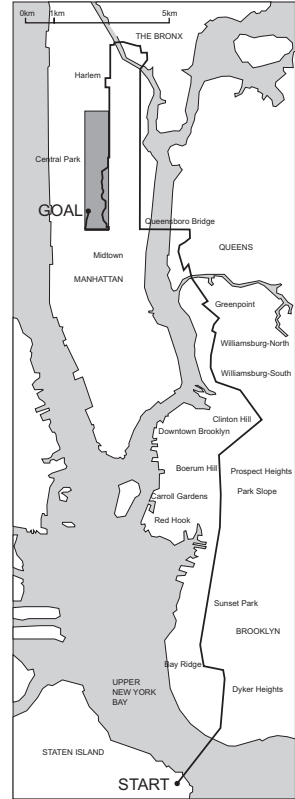 0km 1km 5km
THE BRONX
Harlem
Central Park
GOAL
Queensboro Bridge
QUEENS
Midtown
MANHATTAN
Greenpoint
Williamsburg-North
Williamsburg-South
Clinton Hill
Downtown Brooklyn
Boerum Hill
Prospect Heights
Park Slope
Carroll Gardens
Red Hook
Sunset Park
BROOKLYN
Bay Ridge
UPPER
NEW YORK
BAY
Dyker Heights
STATEN ISLAND
START